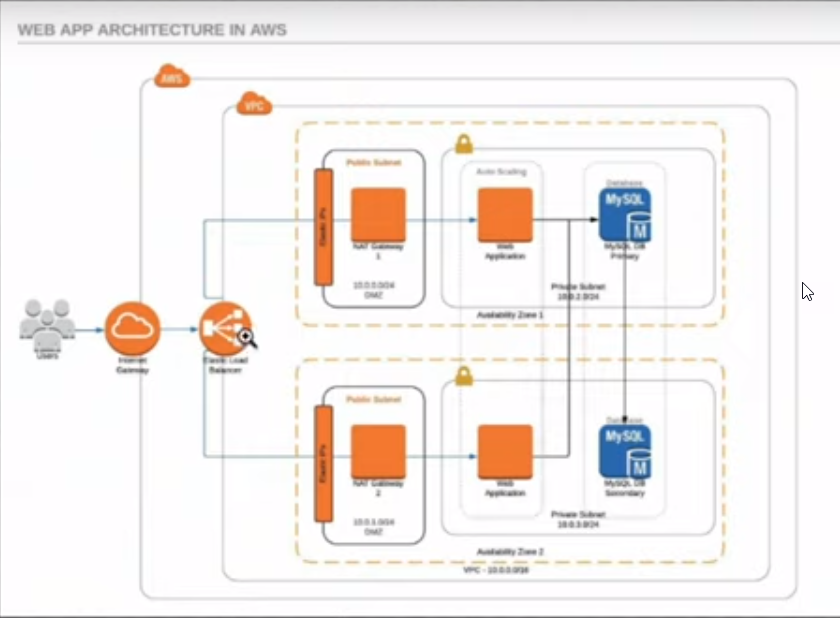 WEB APP ARCHITECTURE IN AWS
AWS
VPC
Public Subnet
Elastic IPs
NAT Gateway
1
10.0.0.0/24
DMZ
Auto Scaling
Web
Application
Database
MySQL
M
MySQL DB
Primary
Private Subnet
10.0.2.0/24
Availability Zone 1
Users
Internet
Gateway
Elastic Load
Balancer
Public Subnet
Elastic IPs
NAT Gateway
2
10.0.1.0/24
DMZ
Web
Application
Database
MySQL
M
MySQL DB
Secondary
Private Subnet
10.0.3.0/24
Availability Zone 2
VPC - 10.0.0.0/16